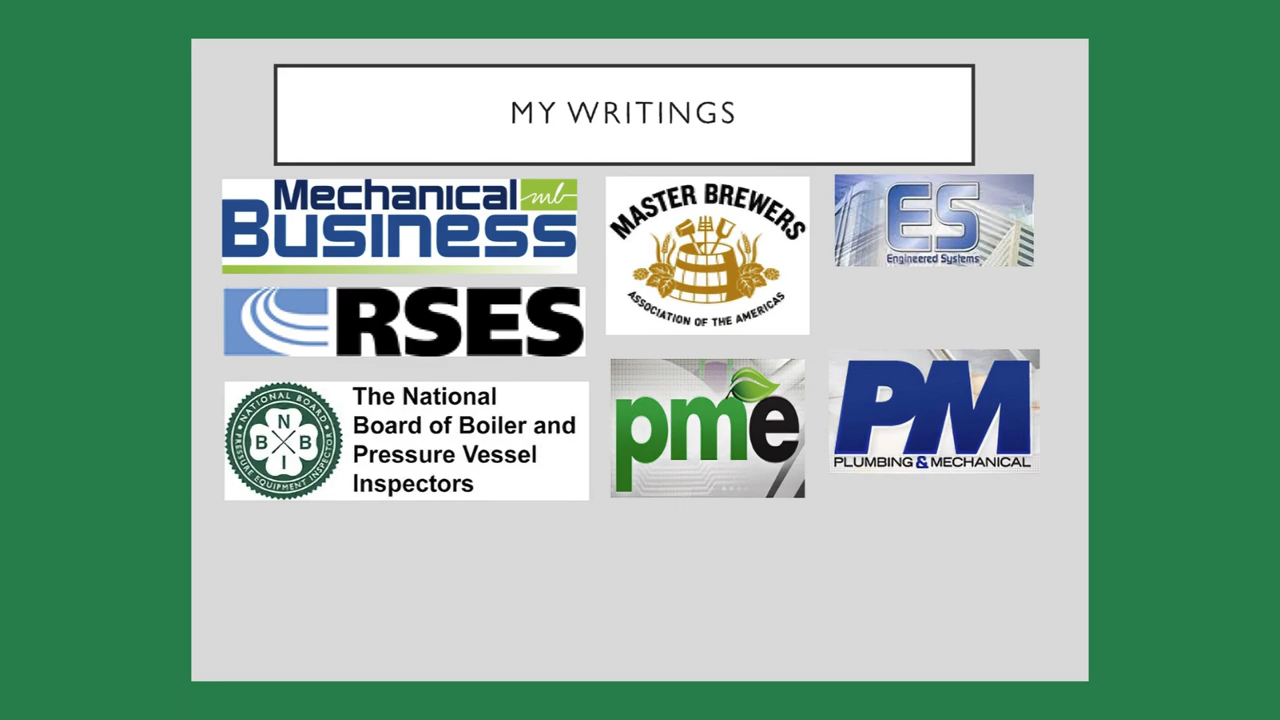 MY WRITINGS
Mechanical mb
Business
MASTER BREWERS
ASSOCIATION OF THE AMERICAS
ES
Engineered Systems
RSES
NATIONAL BOARD
PRESSURE EQUIPMENT INSPECTOR
N
B B
I
The National
Board of Boiler and
Pressure Vessel
Inspectors
pme
PM
PLUMBING & MECHANICAL